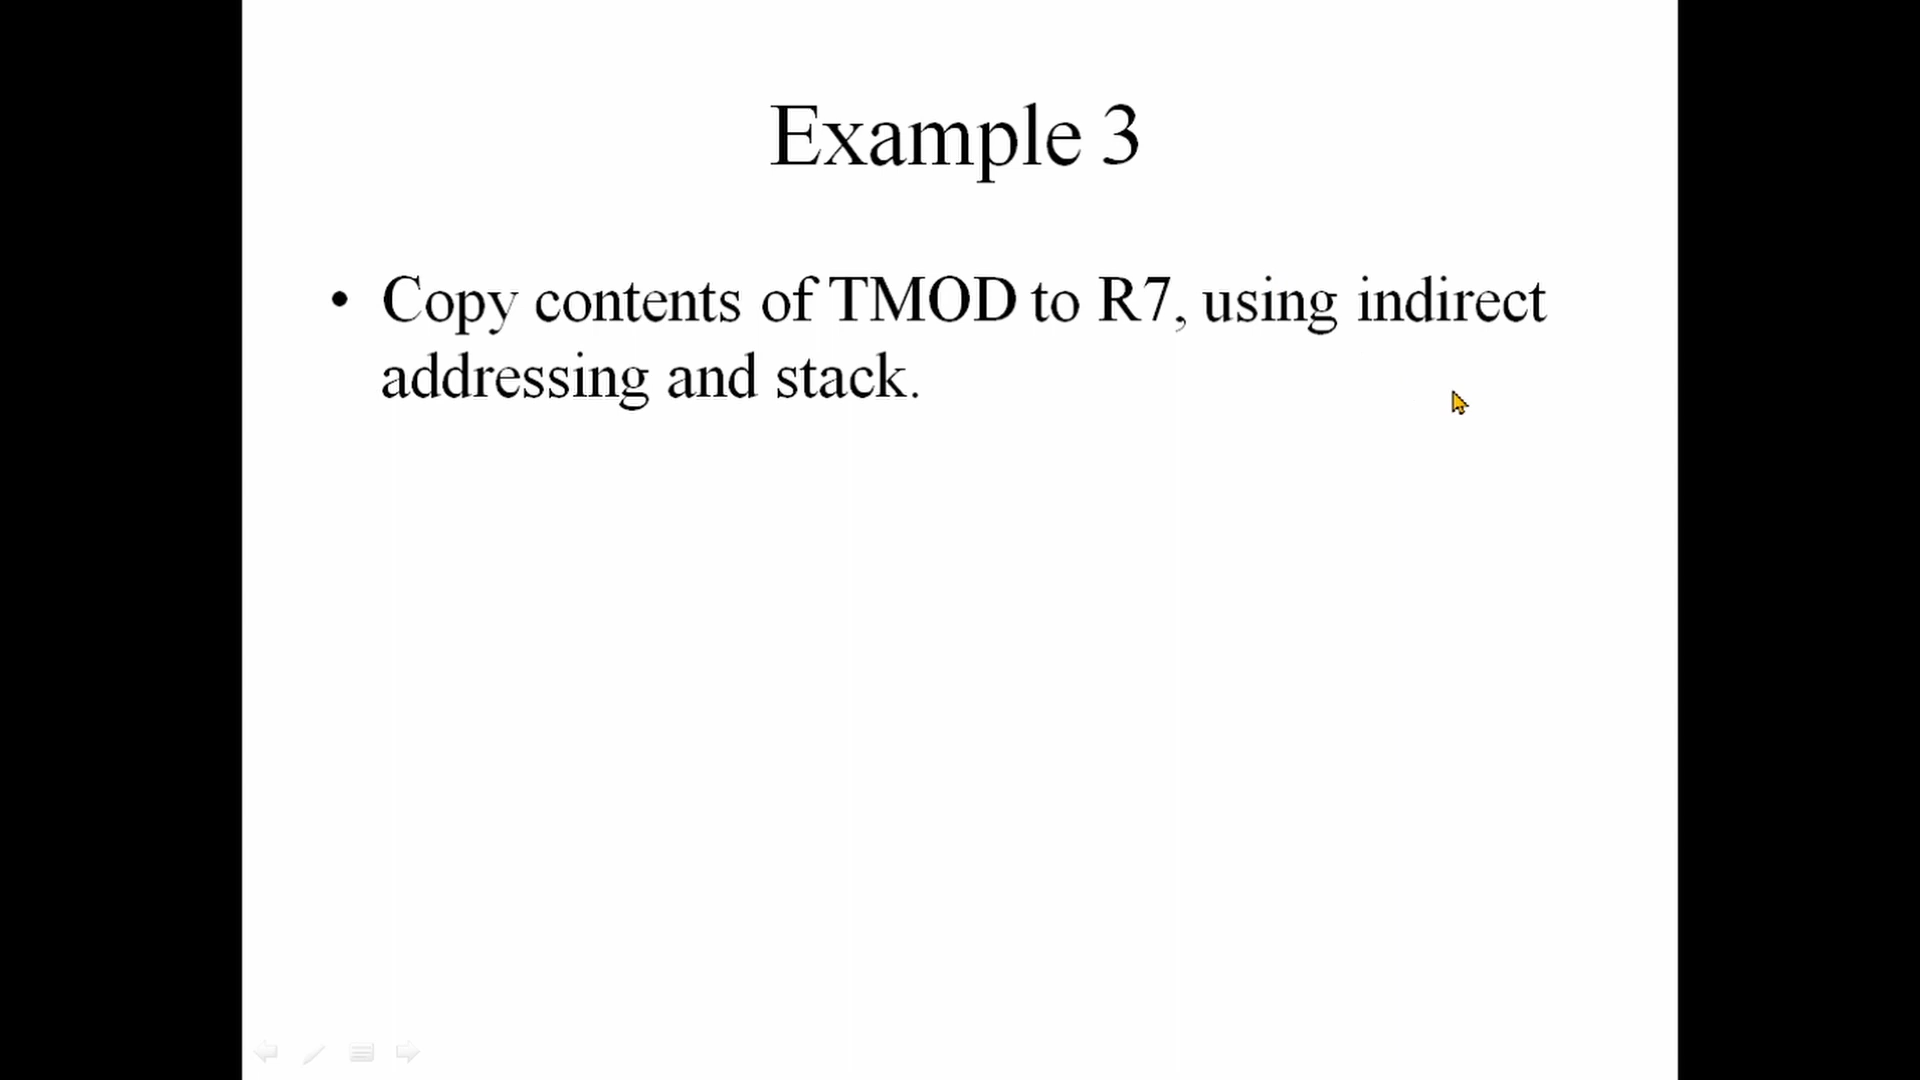 Example 3
• Copy contents of TMOD to R7, using indirect
addressing and stack.